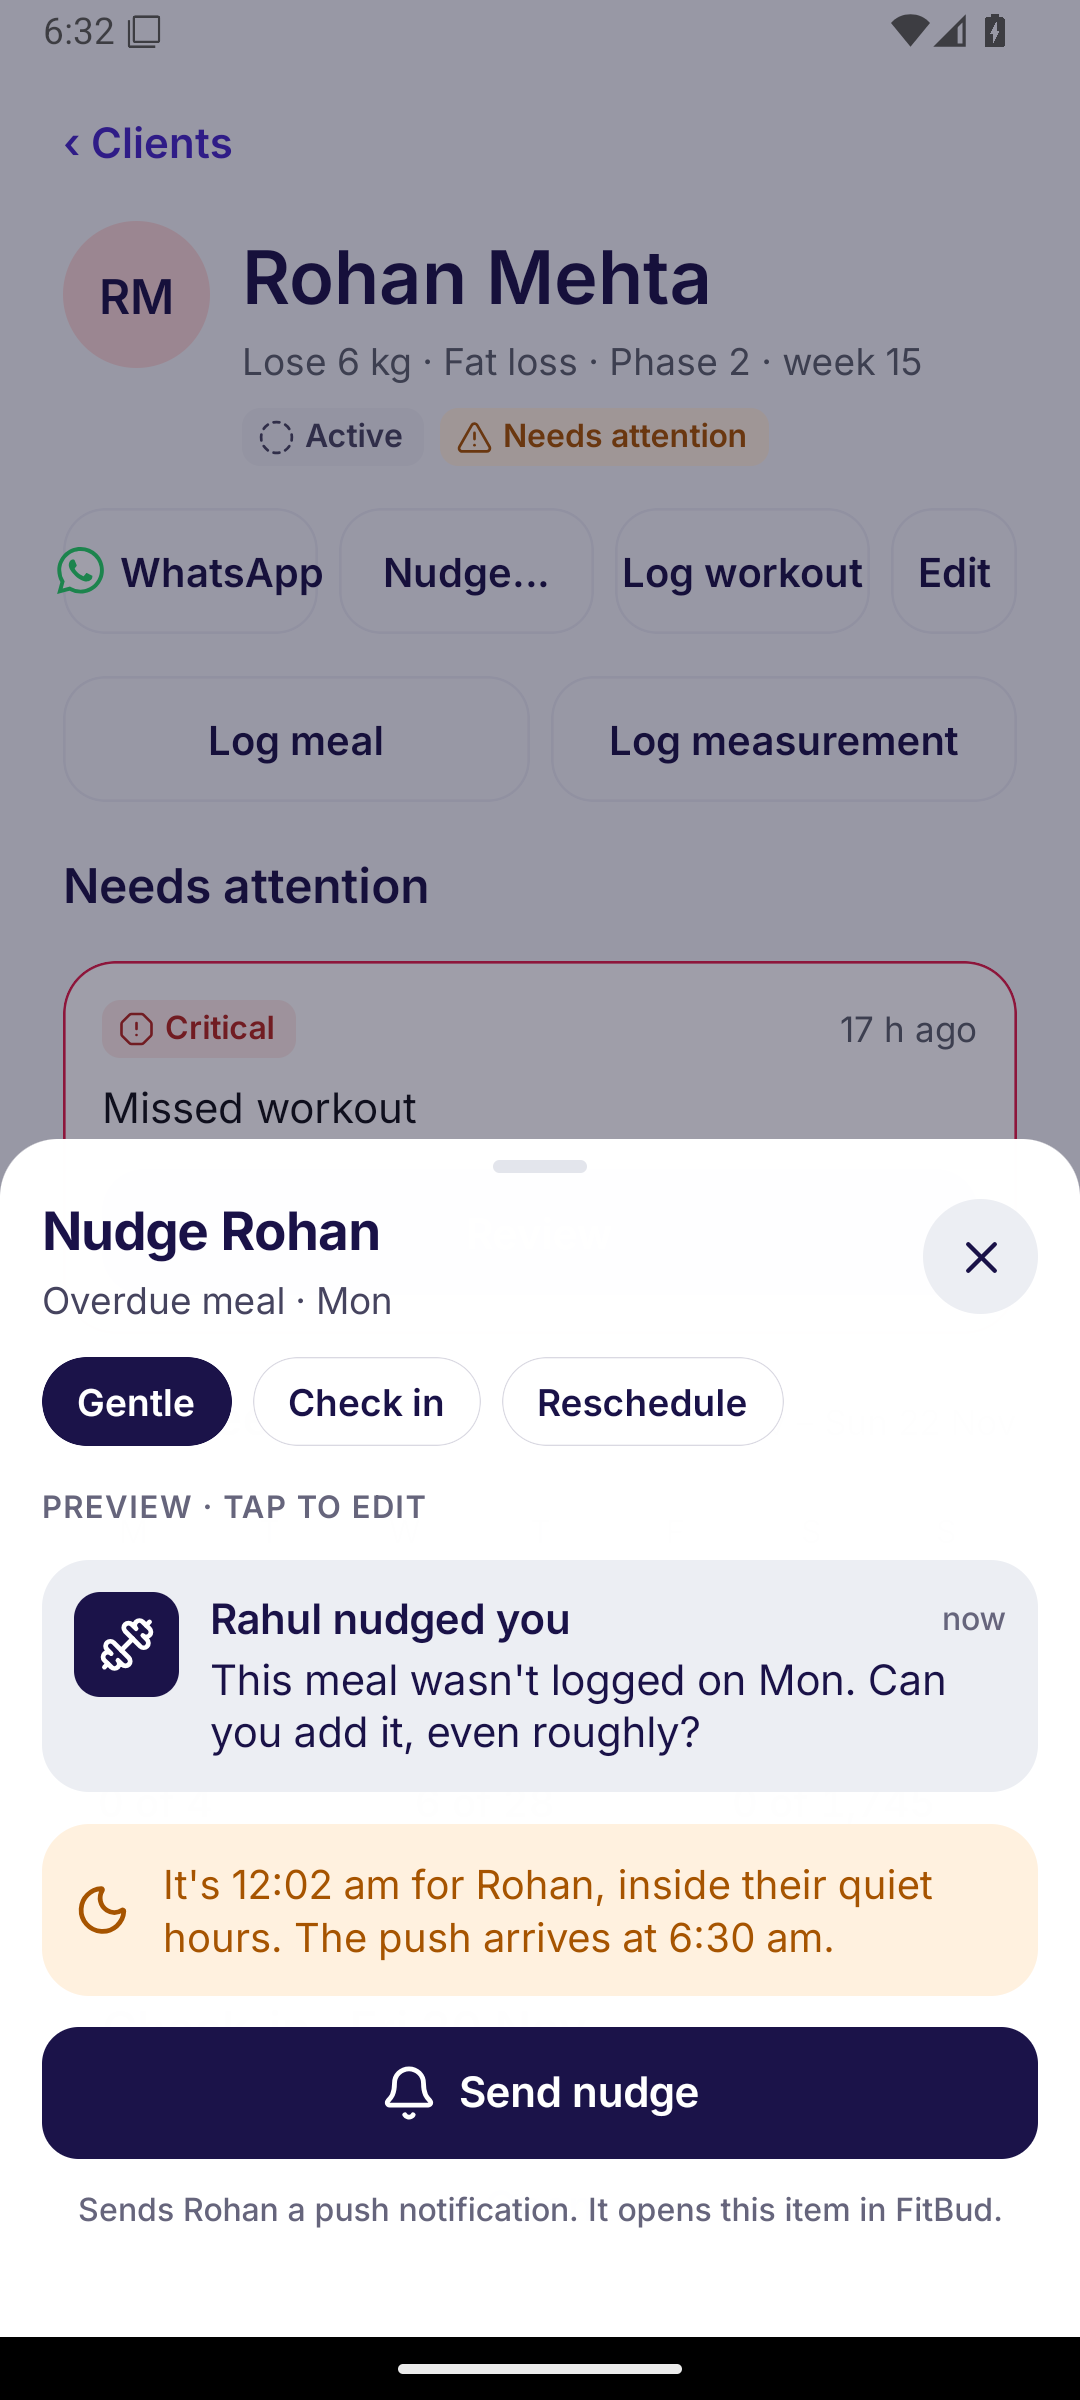 6:32
‹ Clients
RM
Rohan Mehta
Lose 6 kg · Fat loss · Phase 2 · week 15
Active
Needs attention
WhatsApp
Nudge...
Log workout
Edit
Log meal
Log measurement
Needs attention
Critical
17 h ago
Missed workout
Nudge Rohan
Overdue meal · Mon
Gentle
Check in
Reschedule
PREVIEW · TAP TO EDIT
Rahul nudged you
now
This meal wasn't logged on Mon. Can
you add it, even roughly?
It's 12:02 am for Rohan, inside their quiet
hours. The push arrives at 6:30 am.
Send nudge
Sends Rohan a push notification. It opens this item in FitBud.